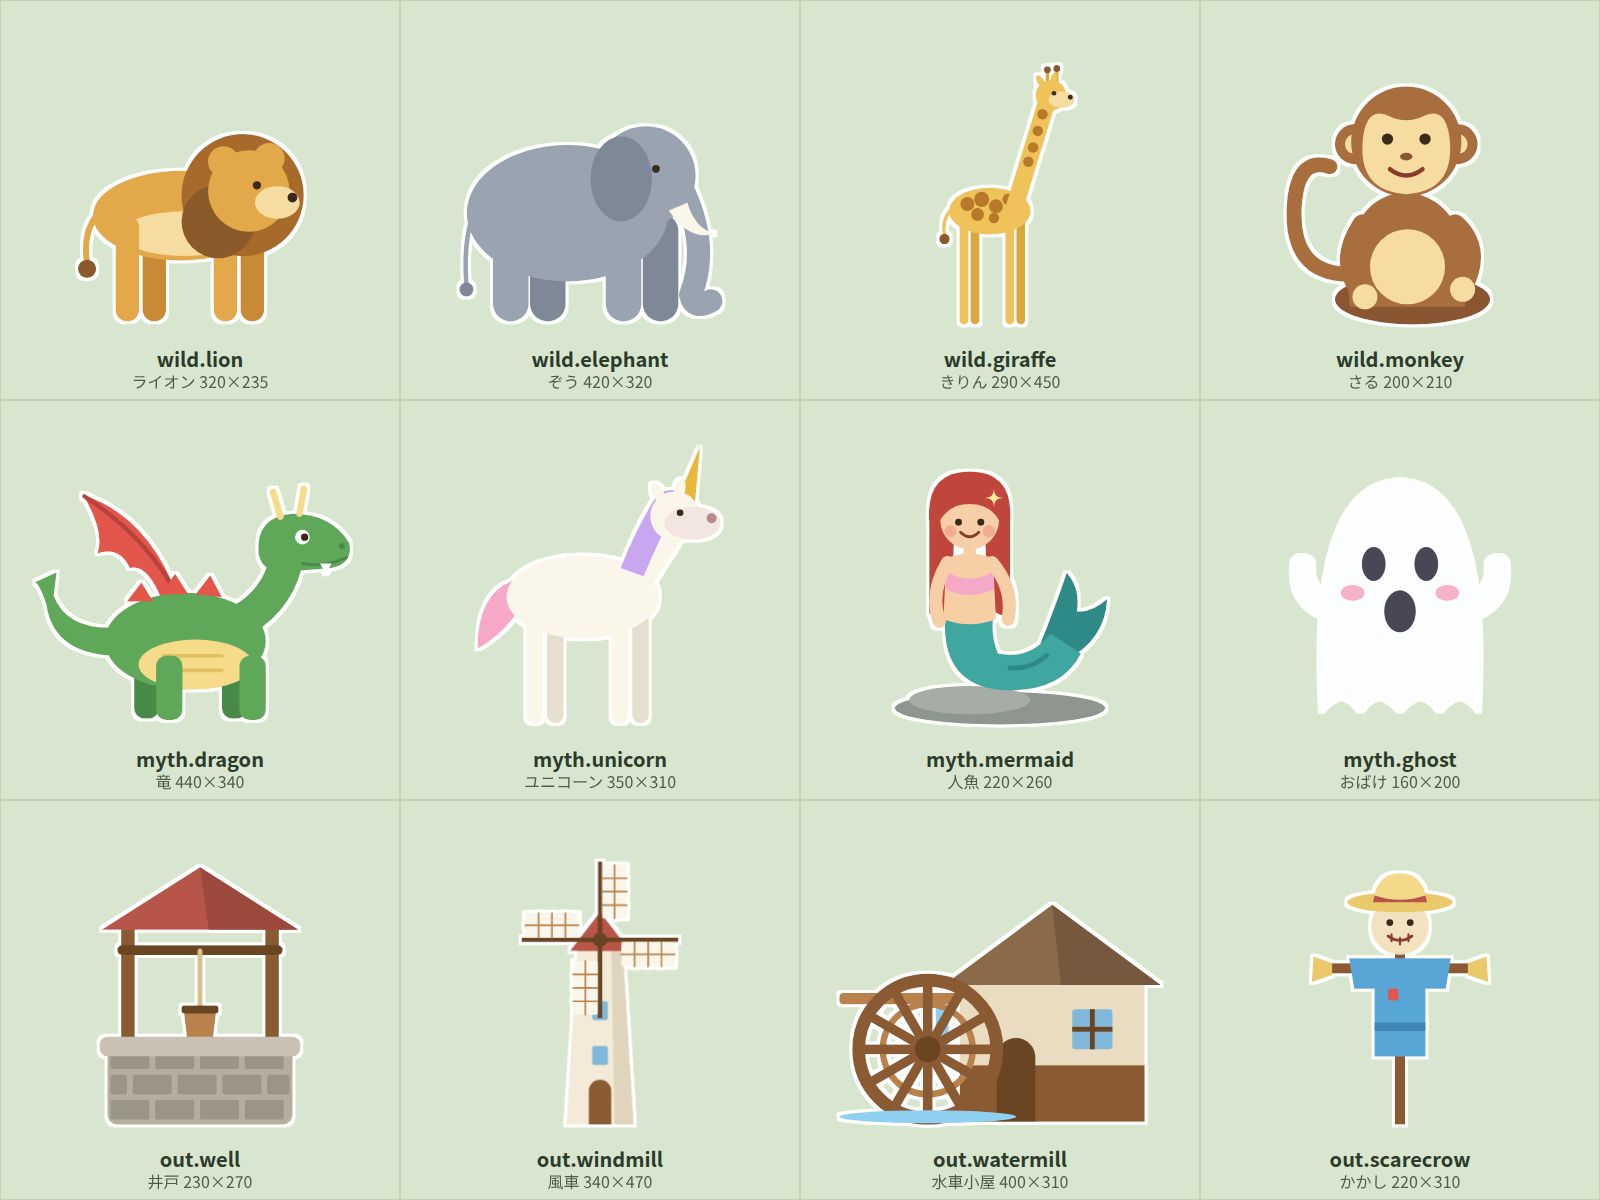 wild.lion
ライオン 320×235
wild.elephant
ぞう 420×320
wild.giraffe
きりん 290×450
wild.monkey
さる 200×210
myth.dragon
竜 440×340
myth.unicorn
ユニコーン 350×310
myth.mermaid
人魚 220×260
myth.ghost
おばけ 160×200
out.well
井戸 230×270
out.windmill
風車 340×470
out.watermill
水車小屋 400×310
out.scarecrow
かかし 220×310